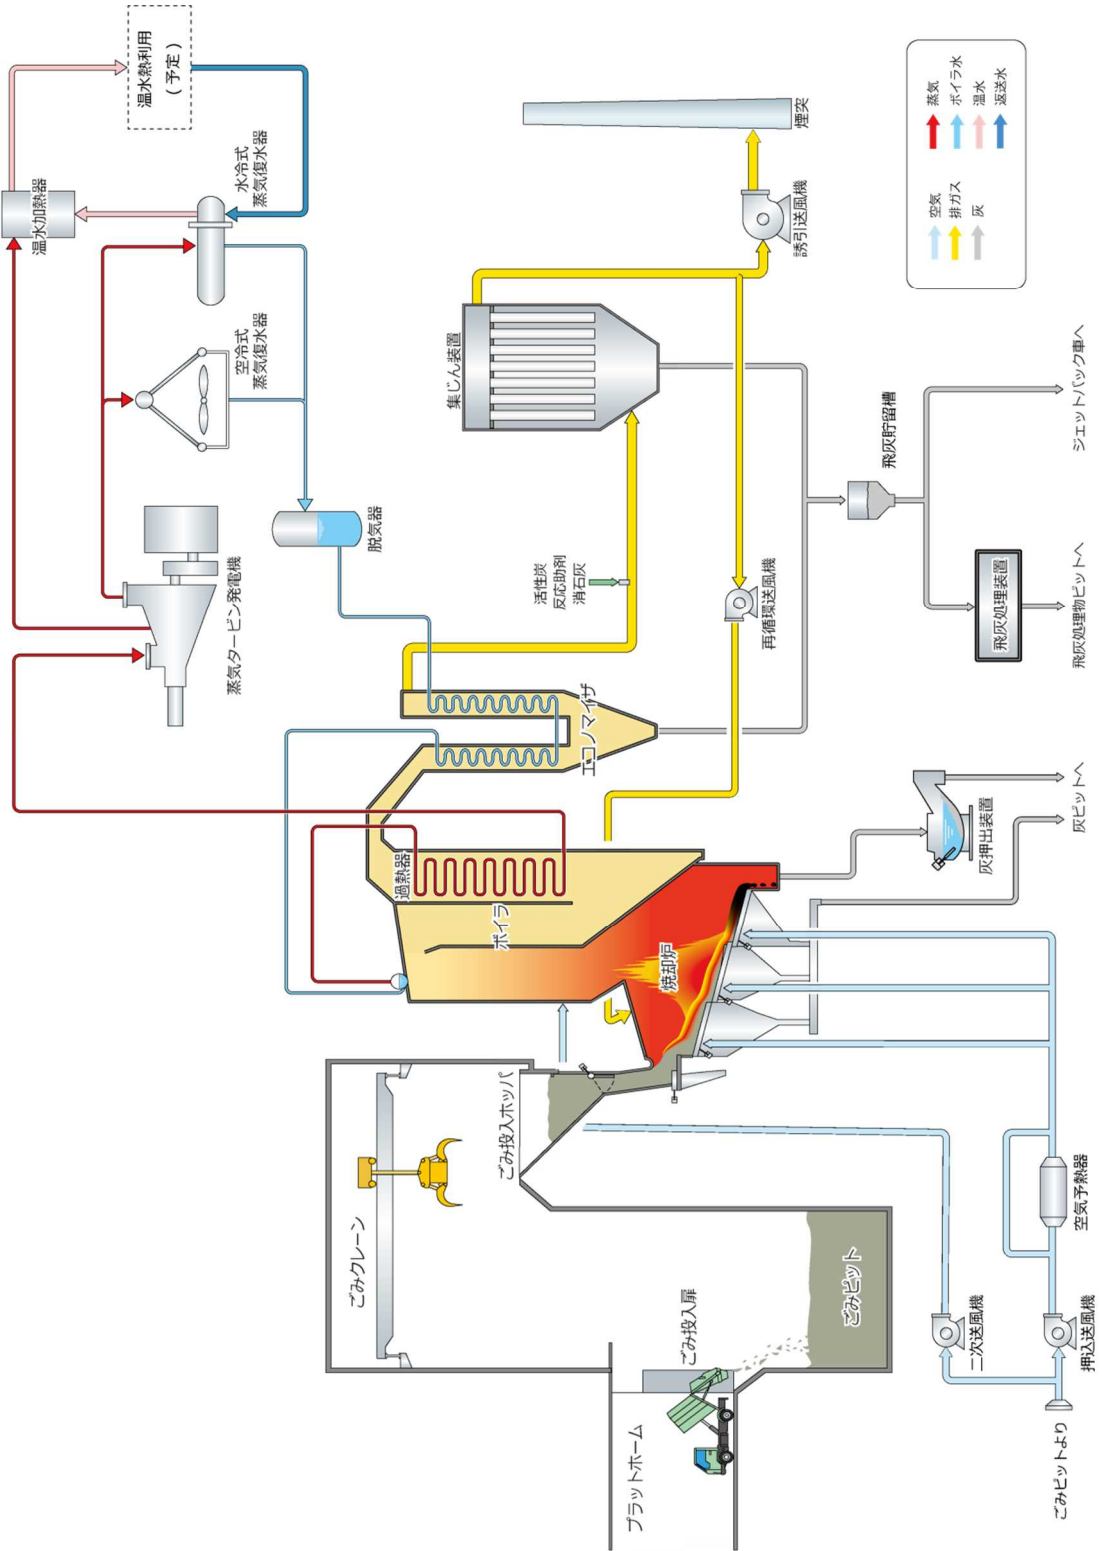 プラットホーム
ごみ投入扉
ごみピット
ごみクレーン
ごみ投入ホッパ
ごみピットより
押込送風機
二次送風機
空気予熱器
焼却炉
ボイラ
過熱器
エコノマイザ
灰押出装置
灰ピットへ
蒸気タービン発電機
脱気器
空冷式
蒸気復水器
水冷式
蒸気復水器
温水加熱器
温水熱利用
(予定)
活性炭
反応助剤
消石灰
再循環送風機
集じん装置
誘引送風機
煙突
飛灰貯留槽
飛灰処理装置
飛灰処理物ピットへ
ジェットパック車へ
空気
排ガス
灰
蒸気
ボイラ水
温水
返送水